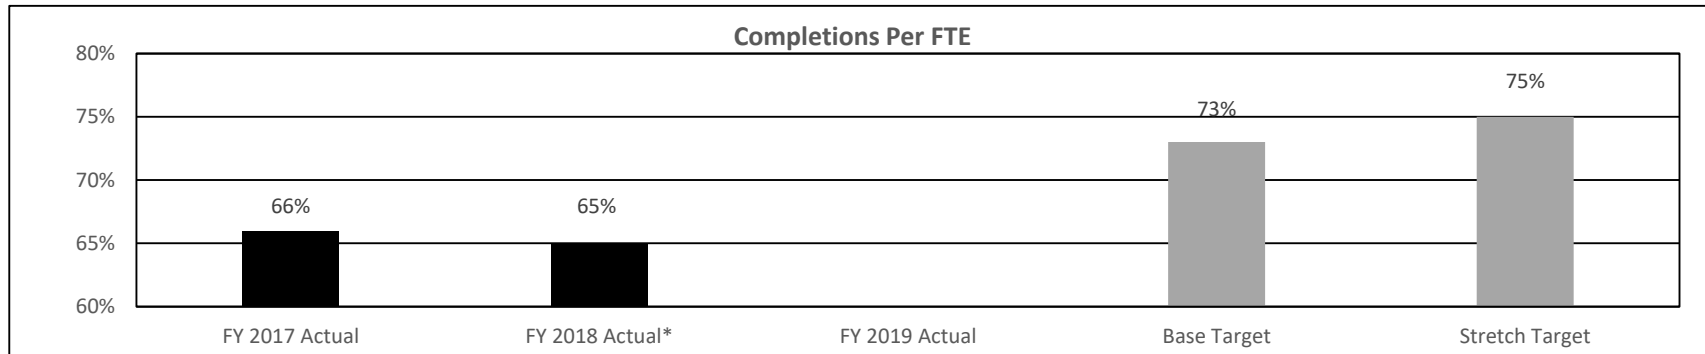 Completions Per FTE
80%
75%
70%
65%
60%
66%
65%
73%
75%
FY 2017 Actual
FY 2018 Actual*
FY 2019 Actual
Base Target
Stretch Target